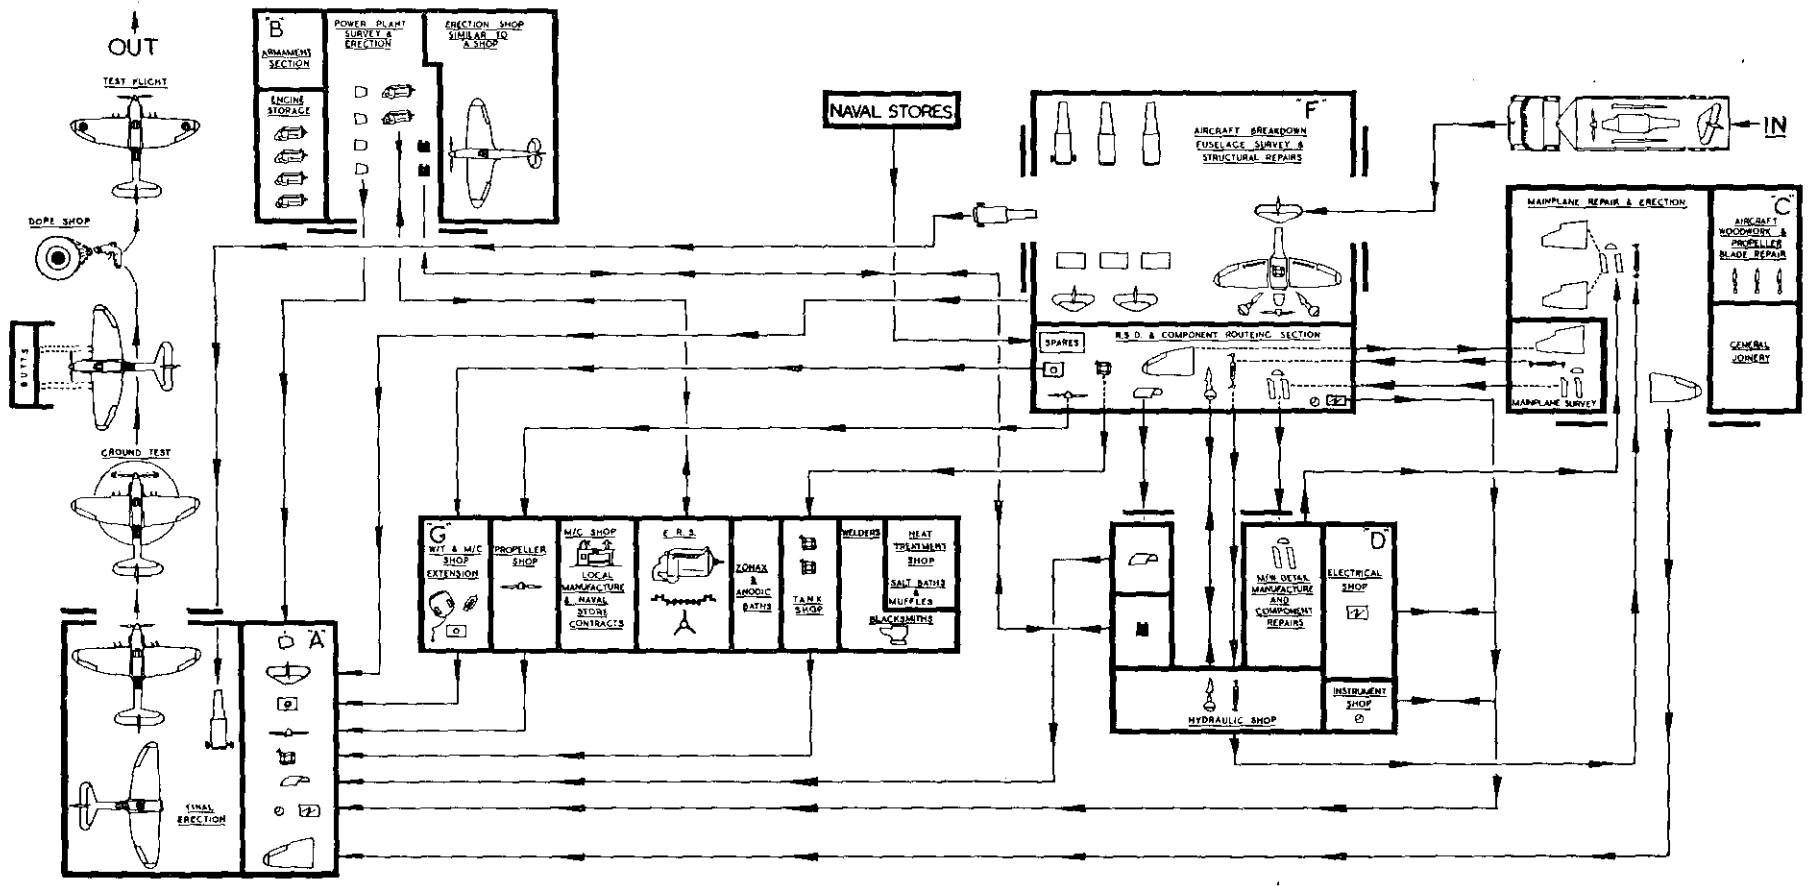 OUT
TEST FLIGHT
DOPE SHOP
BUTTS
GROUND TEST
"B"
ARMAMENT
SECTION
ENGINE
STORAGE
POWER PLANT
SURVEY &
ERECTION
ERECTION SHOP
SIMILAR TO
A SHOP
NAVAL STORES
"F"
AIRCRAFT BREAKDOWN
FUSELAGE SURVEY &
STRUCTURAL REPAIRS
IN
R.S.D. & COMPONENT ROUTEING SECTION
SPARES
MAINPLANE REPAIR & ERECTION
"C"
AIRCRAFT
WOODWORK &
PROPELLER
BLADE REPAIR
GENERAL
JOINERY
MAINPLANE SURVEY
"G"
W/T & M/C
SHOP
EXTENSION
PROPELLER
SHOP
M/C SHOP
LOCAL
MANUFACTURE
& NAVAL
STORE
CONTRACTS
E.R.S.
ZONAX
&
ANODIC
BATHS
TANK
SHOP
WELDERS
HEAT
TREATMENT
SHOP
SALT BATHS
&
MUFFLES
BLACKSMITHS
"D"
M/W DETAIL
MANUFACTURE
AND
COMPONENT
REPAIRS
ELECTRICAL
SHOP
INSTRUMENT
SHOP
HYDRAULIC SHOP
"A"
FINAL
ERECTION